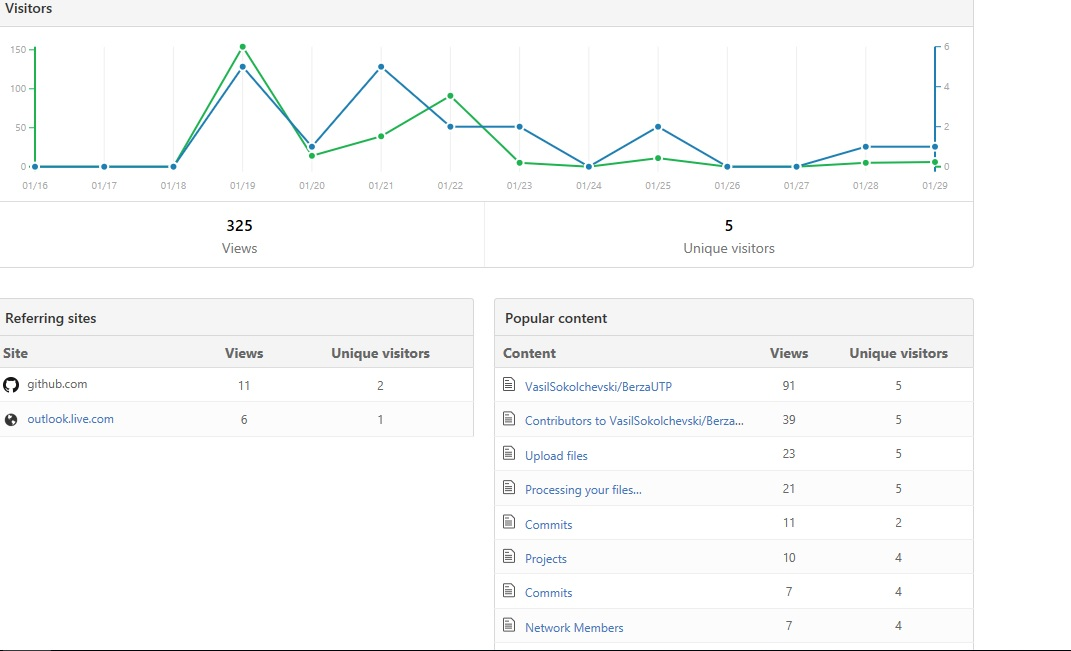 Visitors
150 6
100 4
50 2
0 0
01/16 01/17 01/18 01/19 01/20 01/21 01/22 01/23 01/24 01/25 01/26 01/27 01/28 01/29
325 5
Views Unique visitors
Referring sites
Site Views Unique visitors
github.com 11 2
outlook.live.com 6 1
Popular content
Content Views Unique visitors
VasilSokolchevski/BerzaUTP 91 5
Contributors to VasilSokolchevski/Berza... 39 5
Upload files 23 5
Processing your files... 21 5
Commits 11 2
Projects 10 4
Commits 7 4
Network Members 7 4